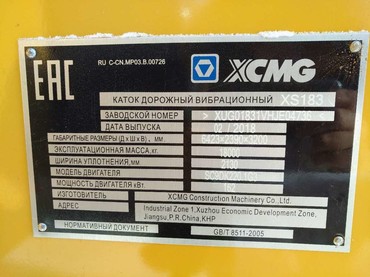 EAC
RU C-CN.MP03.B.00726
XCMG
КАТОК ДОРОЖНЫЙ ВИБРАЦИОННЫЙ XS183
ЗАВОДСКОЙ НОМЕР
ДАТА ВЫПУСКА 02 / 2018
ГАБАРИТНЫЕ РАЗМЕРЫ (Д х Ш х В), мм
ЭКСПЛУАТАЦИОННАЯ МАССА, кг.
ШИРИНА УПЛОТНЕНИЯ, мм.
МОДЕЛЬ ДВИГАТЕЛЯ
МОЩНОСТЬ ДВИГАТЕЛЯ кВт.
ИЗГОТОВИТЕЛЬ XCMG Construction Machinery Co., Ltd.
АДРЕС Industrial Zone 1, Xuzhou Economic Development Zone,
Jiangsu, P.R. China, КНР
НОРМАТИВНЫЙ ДОКУМЕНТ GB/T 8511-2005